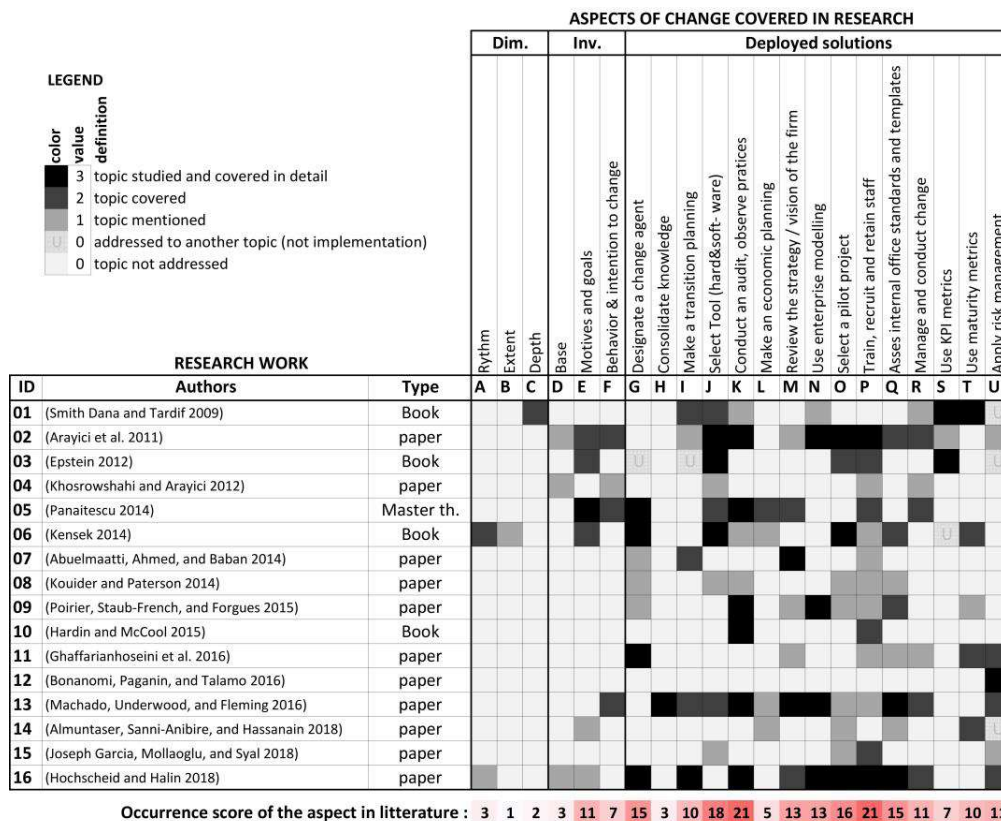 ASPECTS OF CHANGE COVERED IN RESEARCH
Dim. Inv. Deployed solutions
LEGEND
color value definition
3 topic studied and covered in detail
2 topic covered
1 topic mentioned
U 0 addressed to another topic (not implementation)
0 topic not addressed
Rythm
Extent
Depth
Base
Motives and goals
Behavior & intention to change
Designate a change agent
Consolidate knowledge
Make a transition planning
Select Tool (hard&soft- ware)
Conduct an audit, observe pratices
Make an economic planning
Review the strategy / vision of the firm
Use enterprise modelling
Select a pilot project
Train, recruit and retain staff
Asses internal office standards and templates
Manage and conduct change
Use KPI metrics
Use maturity metrics
Apply risk management
RESEARCH WORK
ID Authors Type A B C D E F G H I J K L M N O P Q R S T U
01 (Smith Dana and Tardif 2009) Book U
02 (Arayici et al. 2011) paper
03 (Epstein 2012) Book U U U
04 (Khosrowshahi and Arayici 2012) paper
05 (Panaitescu 2014) Master th.
06 (Kensek 2014) Book U
07 (Abuelmaatti, Ahmed, and Baban 2014) paper
08 (Kouider and Paterson 2014) paper
09 (Poirier, Staub-French, and Forgues 2015) paper
10 (Hardin and McCool 2015) Book
11 (Ghaffarianhoseini et al. 2016) paper
12 (Bonanomi, Paganin, and Talamo 2016) paper
13 (Machado, Underwood, and Fleming 2016) paper
14 (Almuntaser, Sanni-Anibire, and Hassanain 2018) paper U
15 (Joseph Garcia, Mollaoglu, and Syal 2018) paper
16 (Hochscheid and Halin 2018) paper
Occurrence score of the aspect in litterature : 3 1 2 3 11 7 15 3 10 18 21 5 13 13 16 21 15 11 7 10